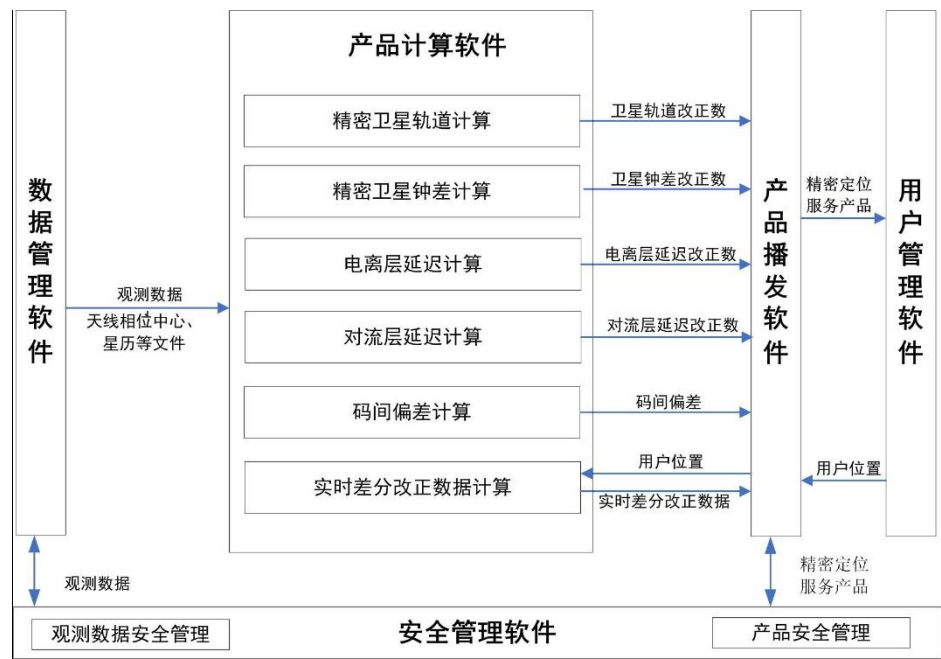 数据管理软件
观测数据
天线相位中心、
星历等文件
产品计算软件
精密卫星轨道计算
精密卫星钟差计算
电离层延迟计算
对流层延迟计算
码间偏差计算
实时差分改正数据计算
卫星轨道改正数
卫星钟差改正数
电离层延迟改正数
对流层延迟改正数
码间偏差
用户位置
实时差分改正数据
产品播发软件
精密定位
服务产品
用户位置
用户管理软件
观测数据
精密定位
服务产品
观测数据安全管理
安全管理软件
产品安全管理